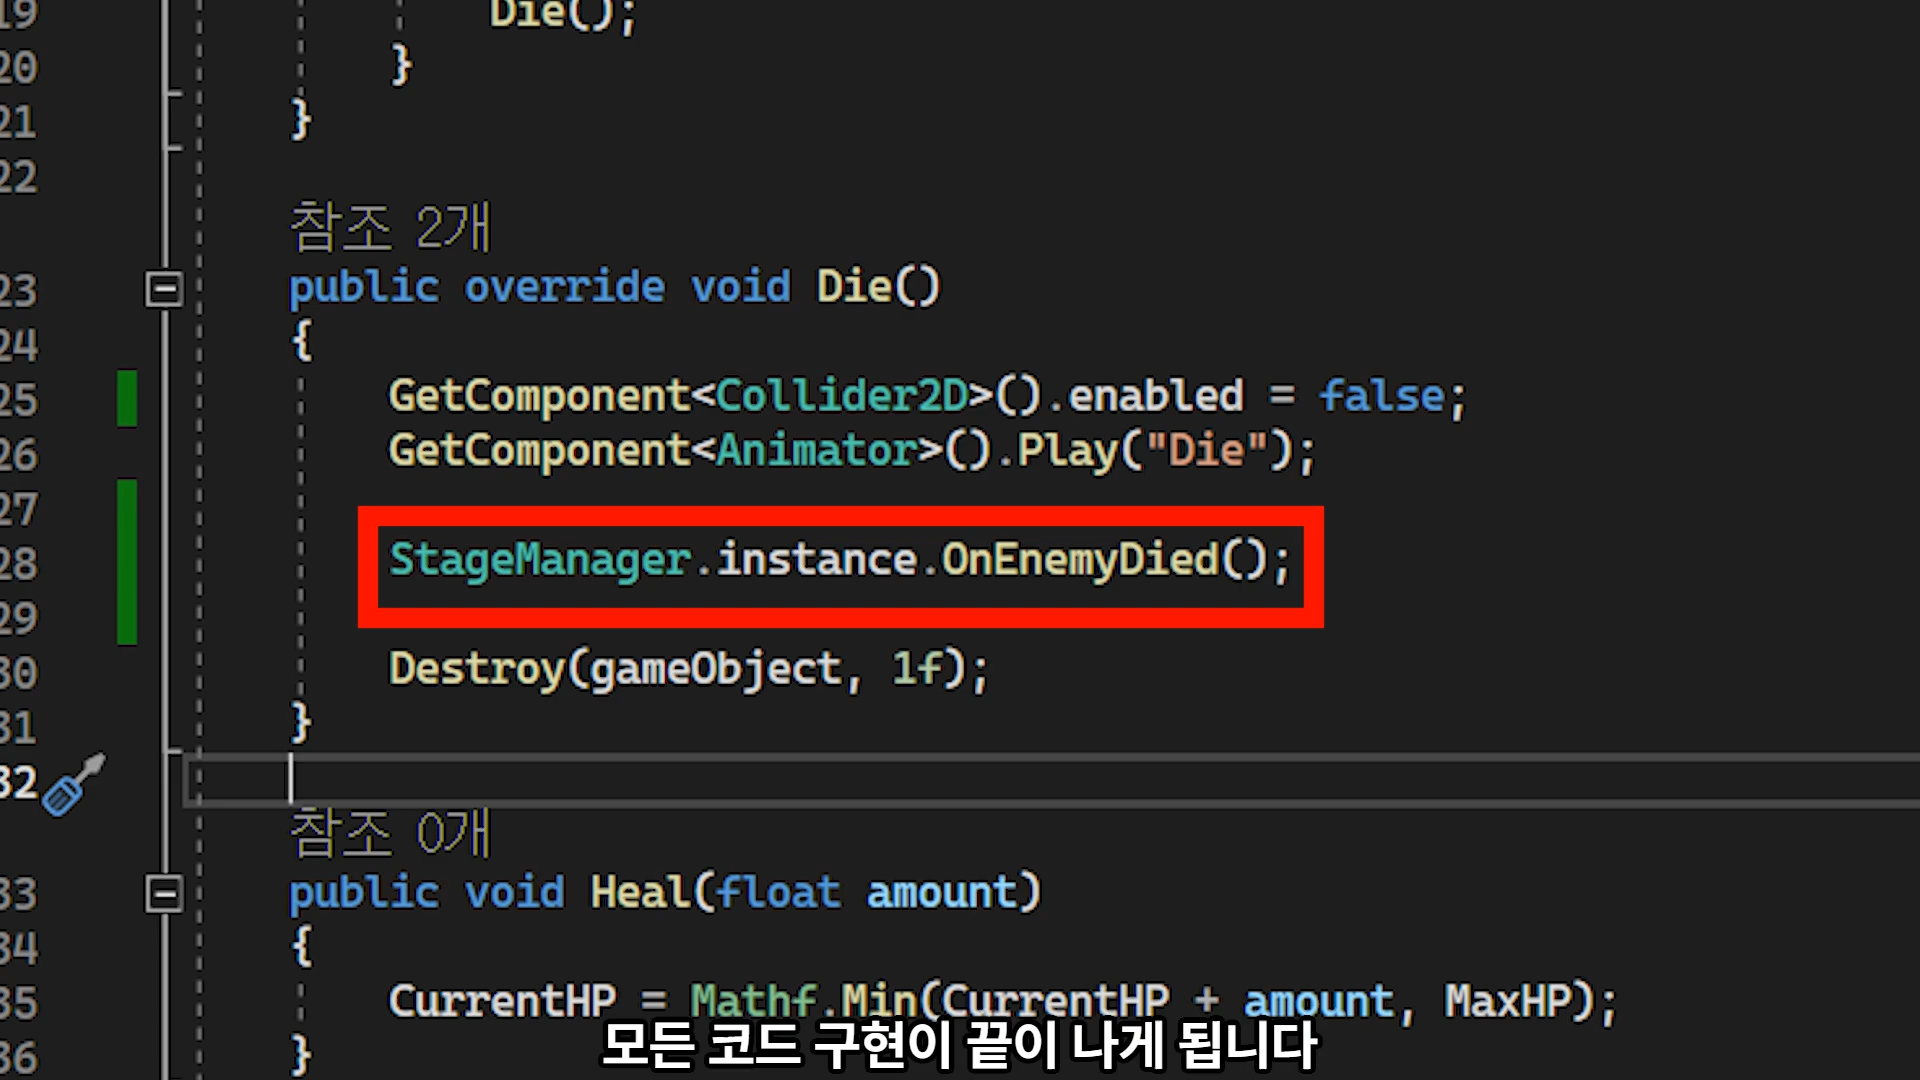 19 Die();
20 }
21 }
22
참조 2개
23 public override void Die()
24 {
25 GetComponent<Collider2D>().enabled = false;
26 GetComponent<Animator>().Play("Die");
27
28 StageManager.instance.OnEnemyDied();
29
30 Destroy(gameObject, 1f);
31 }
32
참조 0개
33 public void Heal(float amount)
34 {
35 CurrentHP = Mathf.Min(CurrentHP + amount, MaxHP);
모든 코드 구현이 끝이 나게 됩니다
36 }